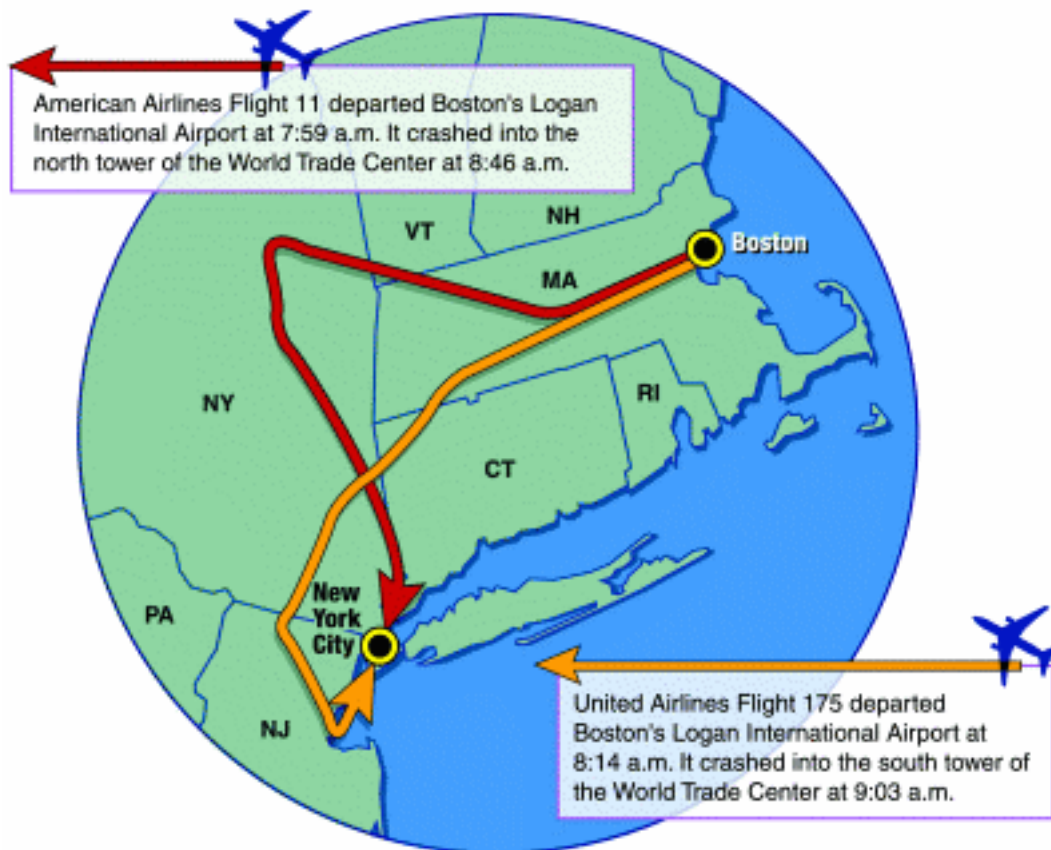 American Airlines Flight 11 departed Boston's Logan
International Airport at 7:59 a.m. It crashed into the
north tower of the World Trade Center at 8:46 a.m.
VT
NH
Boston
MA
NY
RI
CT
PA
New
York
City
NJ
United Airlines Flight 175 departed
Boston's Logan International Airport at
8:14 a.m. It crashed into the south tower of
the World Trade Center at 9:03 a.m.